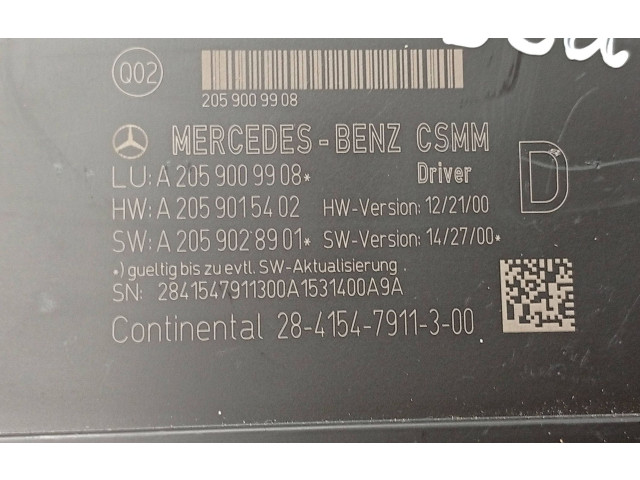 Q02
205 900 99 08
MERCEDES-BENZ CSMM
LU: A 205 900 99 08* Driver D
HW: A 205 901 54 02 HW-Version: 12/21/00
SW: A 205 902 89 01* SW-Version: 14/27/00*
*) gueltig bis zu evtl. SW-Aktualisierung
SN: 2841547911300A1531400A9A
Continental 28-4154-7911-3-00